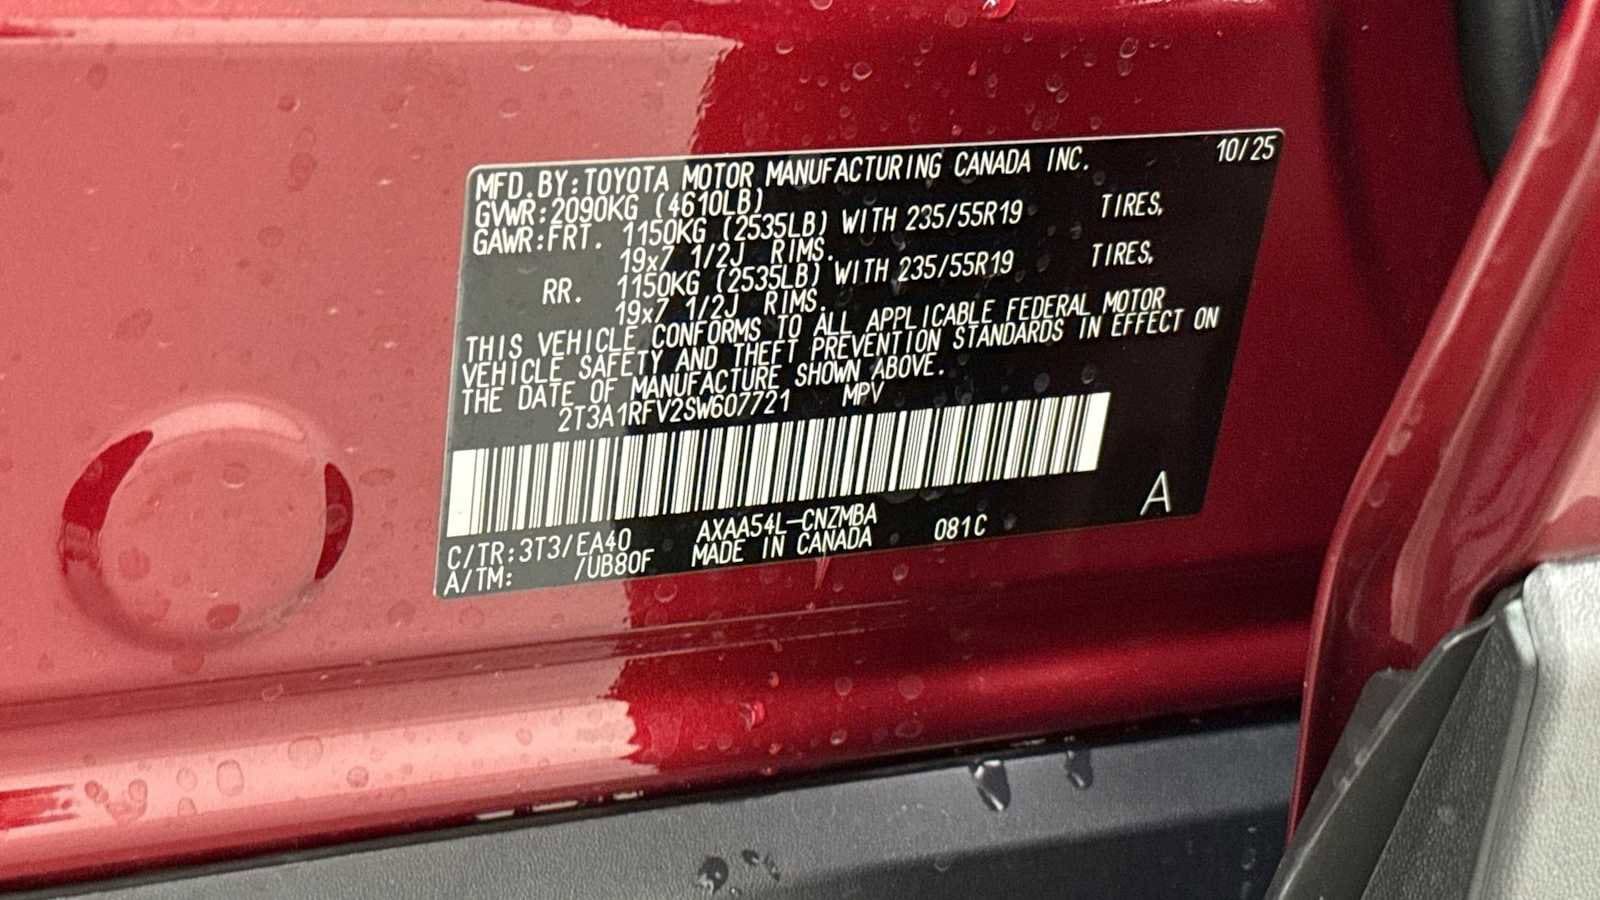 MFD.BY:TOYOTA MOTOR MANUFACTURING CANADA INC. 10/25
GVWR:2090KG (4610LB)
GAWR:FRT. 1150KG (2535LB) WITH 235/55R19 TIRES,
19x7 1/2J RIMS.
RR. 1150KG (2535LB) WITH 235/55R19 TIRES,
19x7 1/2J RIMS.
THIS VEHICLE CONFORMS TO ALL APPLICABLE FEDERAL MOTOR
VEHICLE SAFETY AND THEFT PREVENTION STANDARDS IN EFFECT ON
THE DATE OF MANUFACTURE SHOWN ABOVE.
2T3A1RFV2SW607721 MPV
A
C/TR:3T3/EA40 AXAA54L-CNZMBA 081C
A/TM: /UB80F MADE IN CANADA